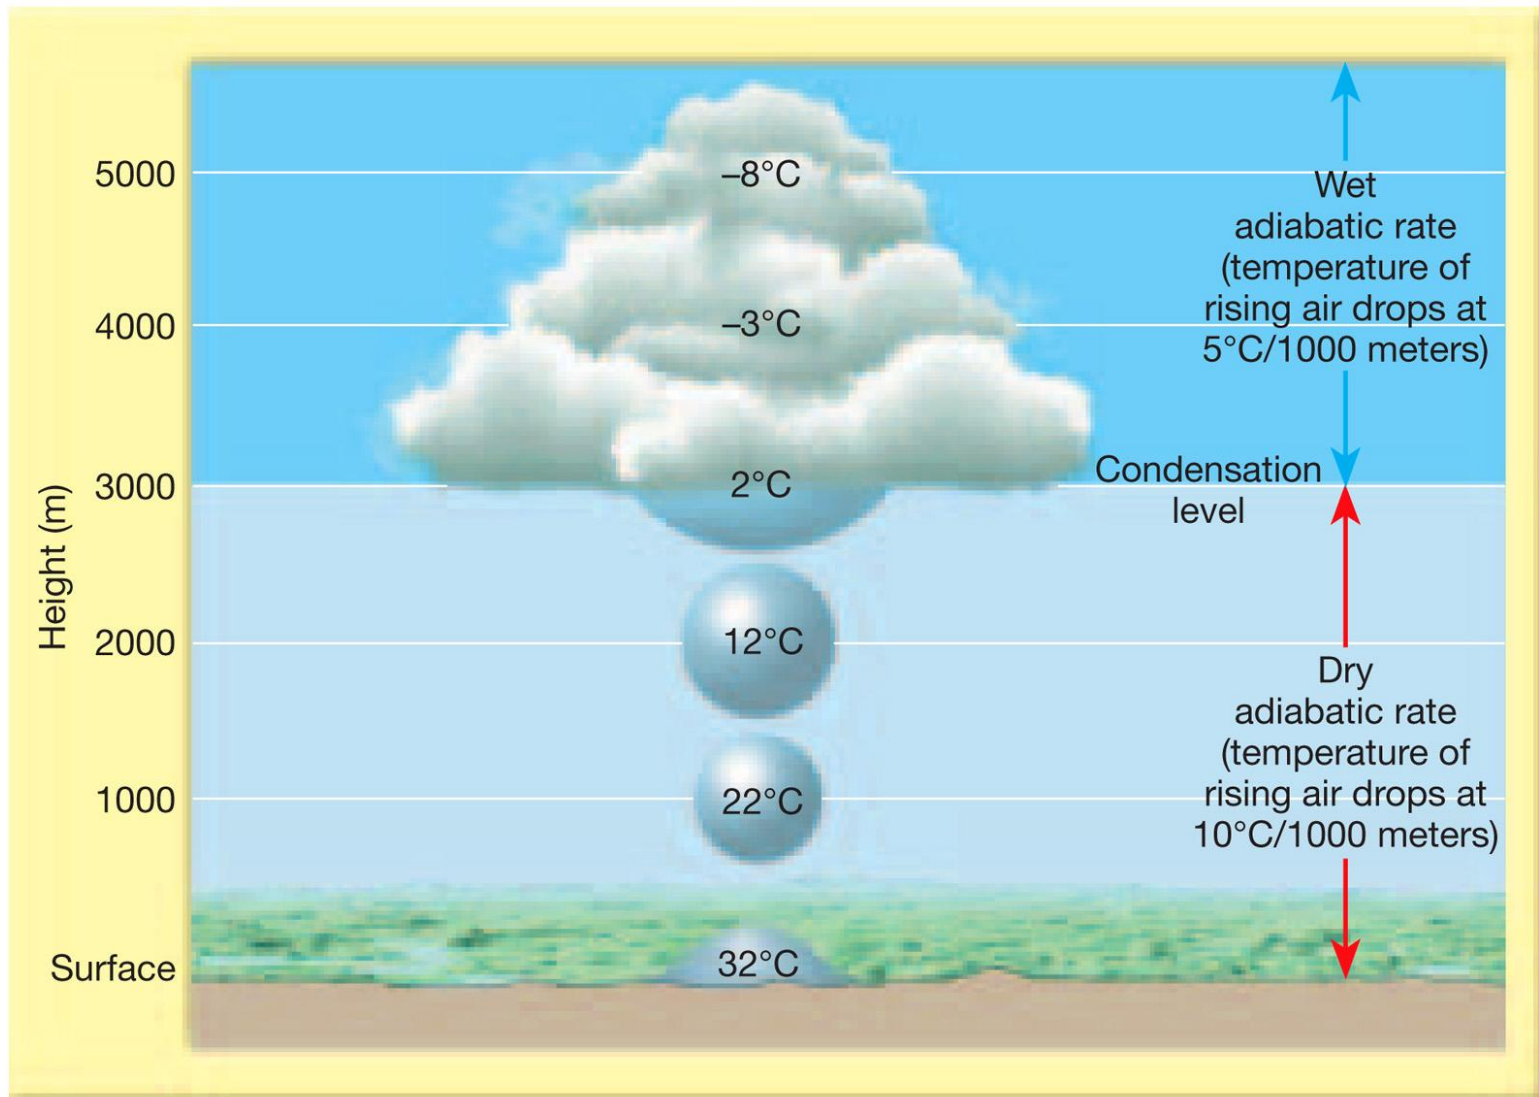 5000
–8°C
Wet
adiabatic rate
(temperature of
rising air drops at
5°C/1000 meters)
4000
–3°C
Height (m)
3000
2°C
Condensation
level
2000
12°C
Dry
adiabatic rate
(temperature of
rising air drops at
10°C/1000 meters)
1000
22°C
Surface
32°C